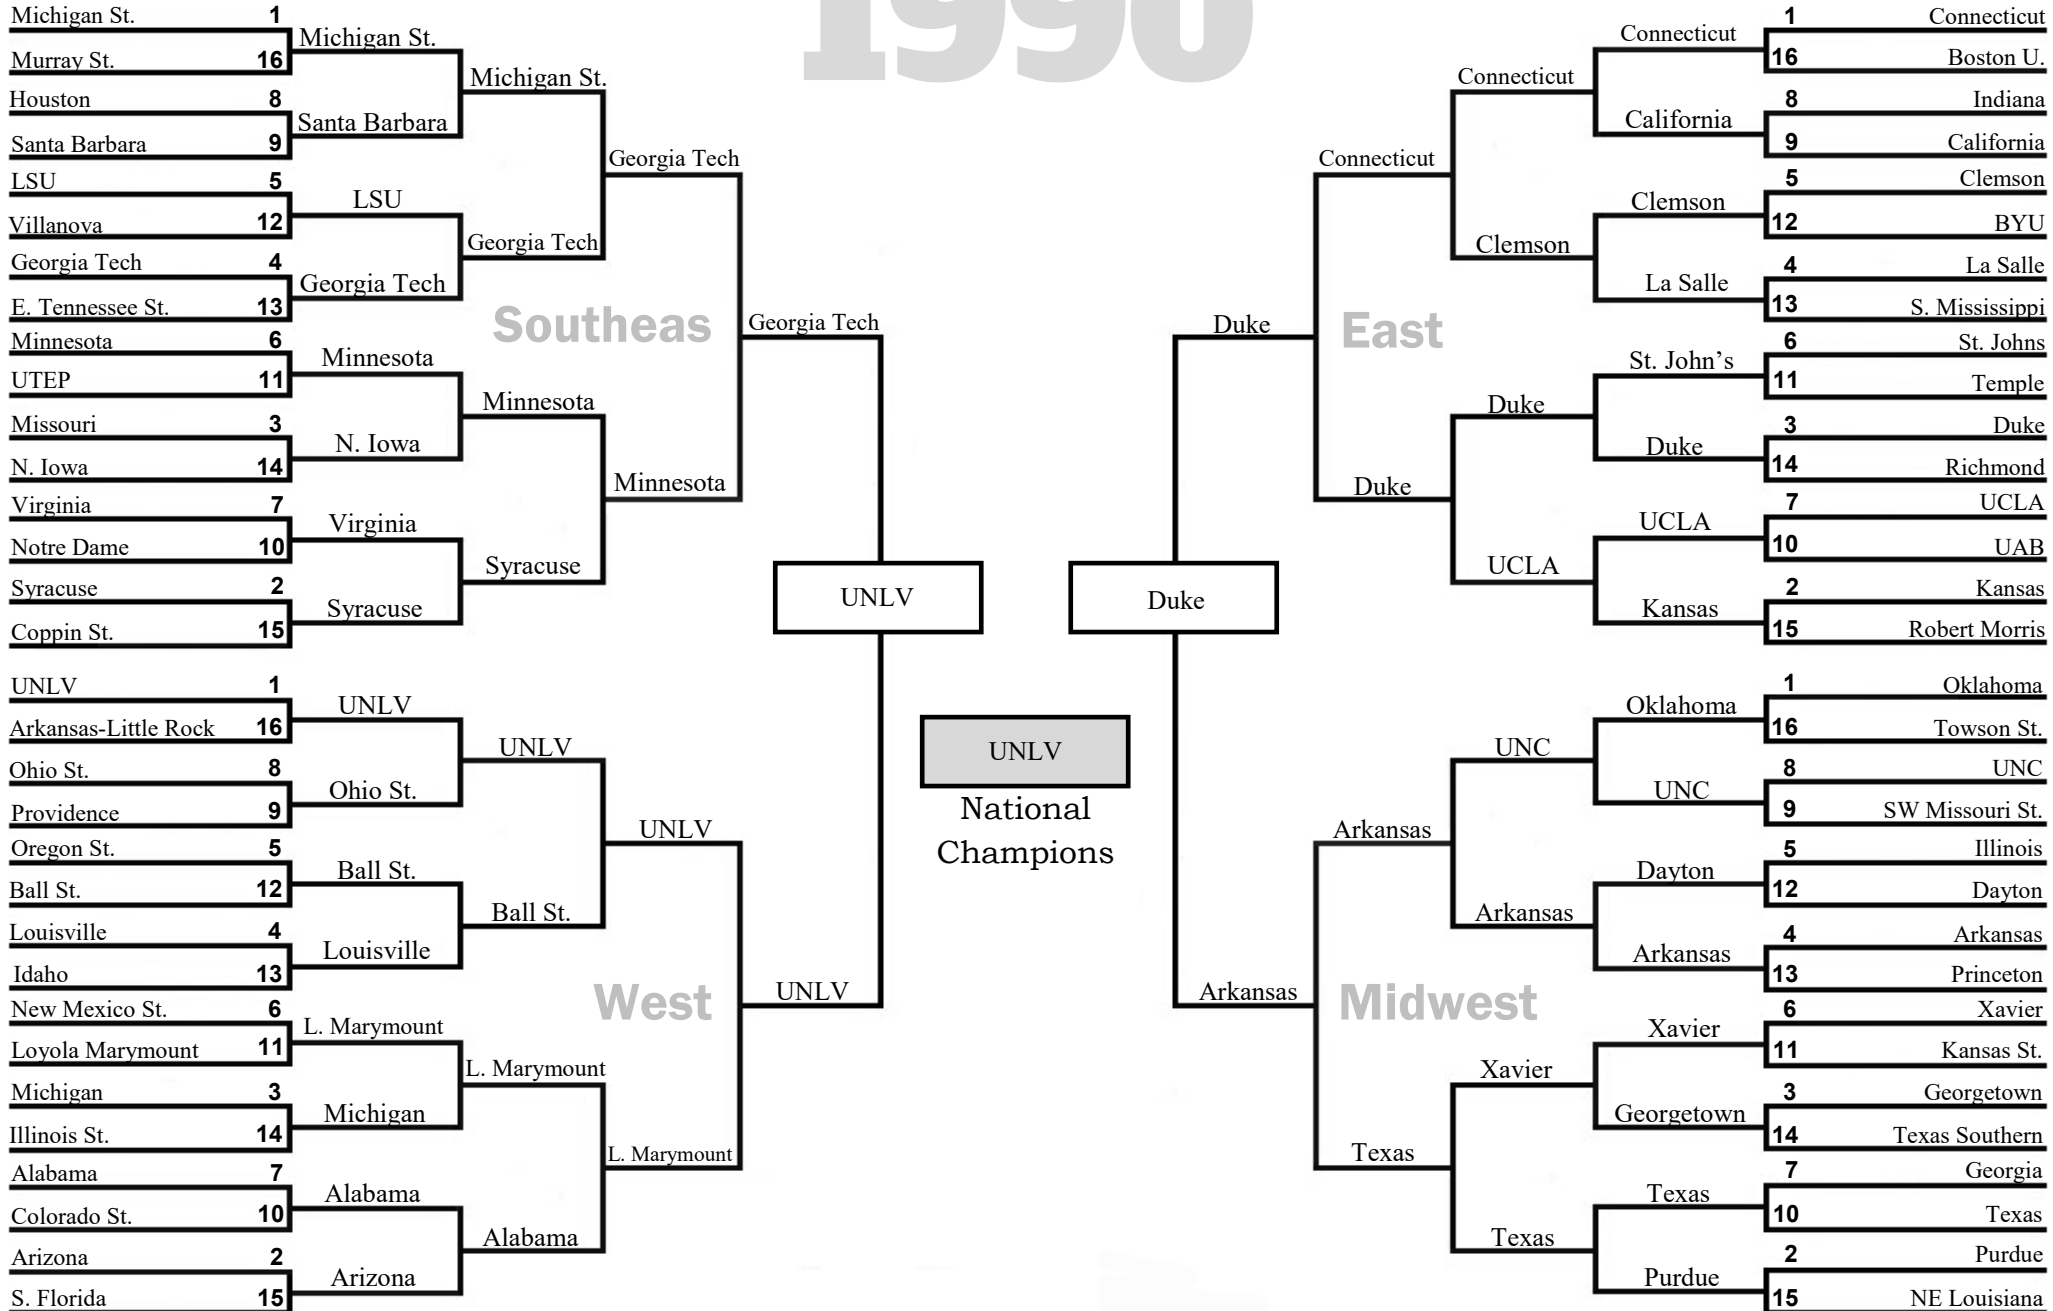 1990
Michigan St. 1
Murray St. 16
Houston 8
Santa Barbara 9
LSU 5
Villanova 12
Georgia Tech 4
E. Tennessee St. 13
Minnesota 6
UTEP 11
Missouri 3
N. Iowa 14
Virginia 7
Notre Dame 10
Syracuse 2
Coppin St. 15
Michigan St.
Santa Barbara
LSU
Georgia Tech
Minnesota
N. Iowa
Virginia
Syracuse
Michigan St.
Georgia Tech
Minnesota
Syracuse
Georgia Tech
Minnesota
Southeas
Georgia Tech
UNLV 1
Arkansas-Little Rock 16
Ohio St. 8
Providence 9
Oregon St. 5
Ball St. 12
Louisville 4
Idaho 13
New Mexico St. 6
Loyola Marymount 11
Michigan 3
Illinois St. 14
Alabama 7
Colorado St. 10
Arizona 2
S. Florida 15
UNLV
Ohio St.
Ball St.
Louisville
L. Marymount
Michigan
Alabama
Arizona
UNLV
Ball St.
L. Marymount
Alabama
UNLV
L. Marymount
West
UNLV
UNLV
Duke
UNLV
National
Champions
1 Connecticut
16 Boston U.
8 Indiana
9 California
5 Clemson
12 BYU
4 La Salle
13 S. Mississippi
6 St. Johns
11 Temple
3 Duke
14 Richmond
7 UCLA
10 UAB
2 Kansas
15 Robert Morris
Connecticut
California
Clemson
La Salle
St. John’s
Duke
UCLA
Kansas
Connecticut
Clemson
Duke
UCLA
Connecticut
Duke
East
Duke
1 Oklahoma
16 Towson St.
8 UNC
9 SW Missouri St.
5 Illinois
12 Dayton
4 Arkansas
13 Princeton
6 Xavier
11 Kansas St.
3 Georgetown
14 Texas Southern
7 Georgia
10 Texas
2 Purdue
15 NE Louisiana
Oklahoma
UNC
Dayton
Arkansas
Xavier
Georgetown
Texas
Purdue
UNC
Arkansas
Xavier
Texas
Arkansas
Texas
Midwest
Arkansas